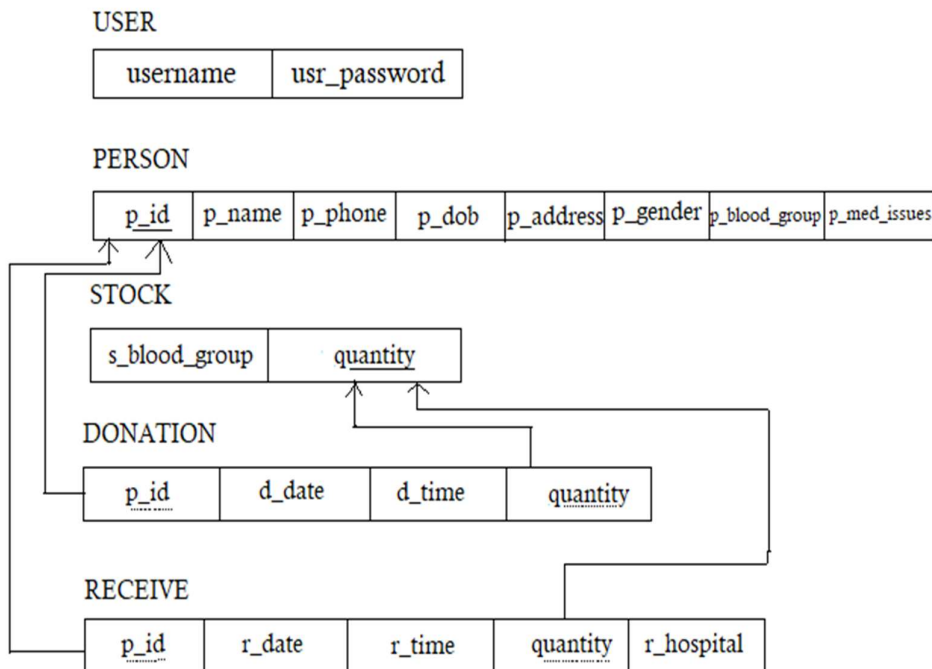 USER
username usr_password
PERSON
p_id p_name p_phone p_dob p_address p_gender p_blood_group p_med_issues
STOCK
s_blood_group quantity
DONATION
p_id d_date d_time quantity
RECEIVE
p_id r_date r_time quantity r_hospital